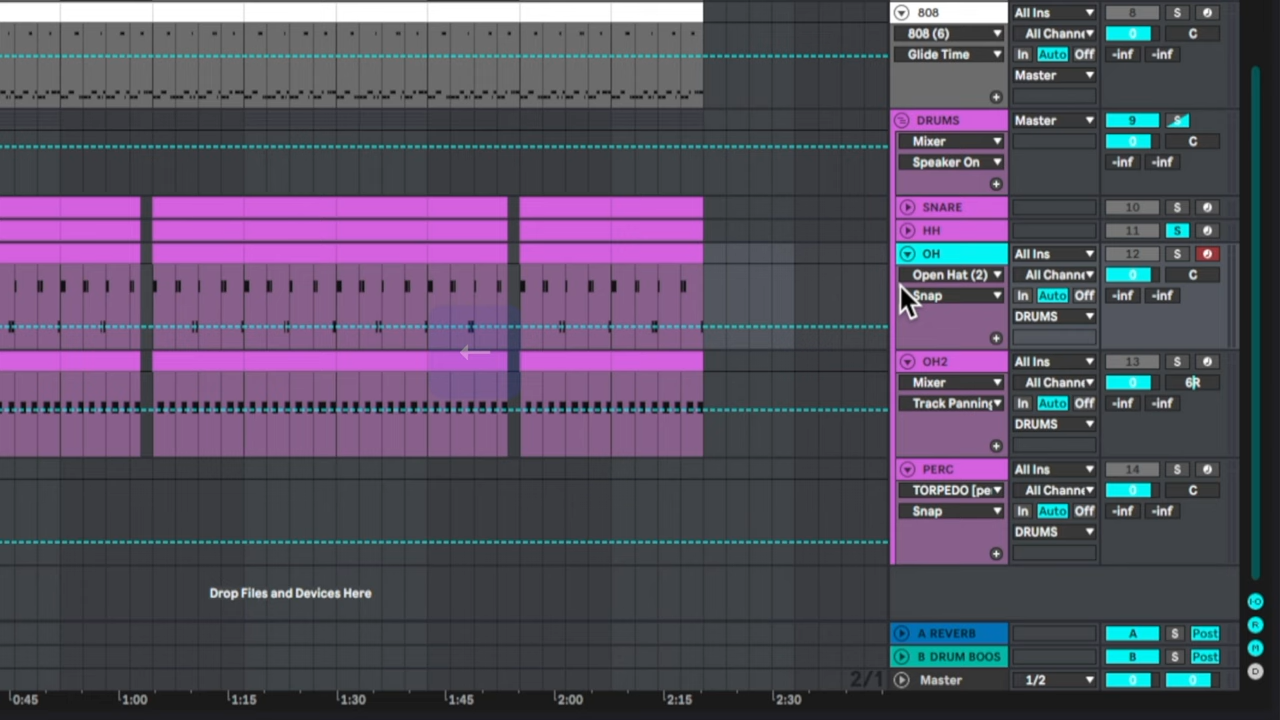 808 All Ins 8 S
808 (6) All Channe 0 C
Glide Time In Auto Off -inf -inf
Master
DRUMS Master 9 S
Mixer 0 C
Speaker On -inf -inf
SNARE 10 S
HH 11 S
OH All Ins 12 S
Open Hat (2) All Channe 0 C
Snap In Auto Off -inf -inf
DRUMS
OH2 All Ins 13 S
Mixer All Channe 0 6R
Track Panning In Auto Off -inf -inf
DRUMS
PERC All Ins 14 S
TORPEDO [pe All Channe 0 C
Snap In Auto Off -inf -inf
DRUMS
Drop Files and Devices Here
I·O
A REVERB A S Post
R
B DRUM BOOS B S Post
M
2/1 Master 1/2 0 0
D
0:45 1:00 1:15 1:30 1:45 2:00 2:15 2:30